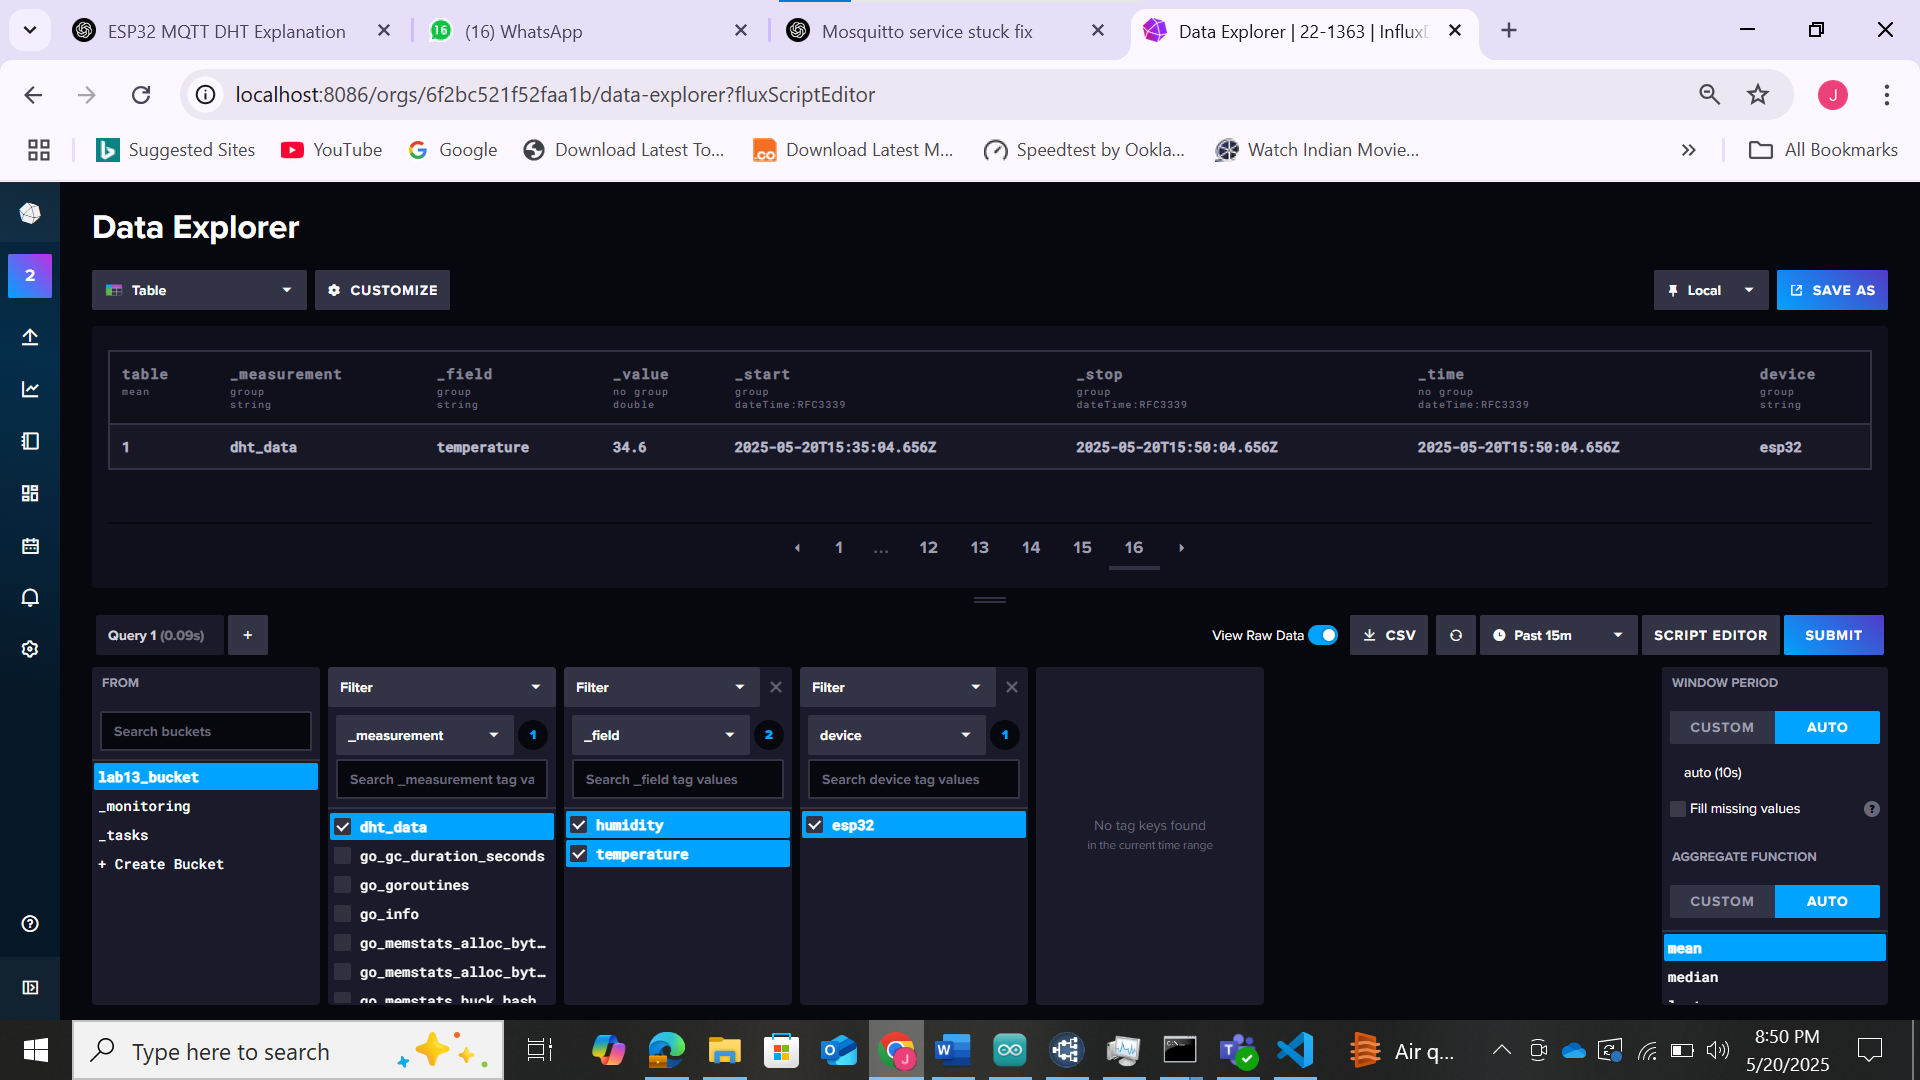 ESP32 MQTT DHT Explanation
16
(16) WhatsApp
Mosquitto service stuck fix
Data Explorer | 22-1363 | InfluxD
localhost:8086/orgs/6f2bc521f52faa1b/data-explorer?fluxScriptEditor
J
Suggested Sites
YouTube
Google
Download Latest To...
.co
Download Latest M...
Speedtest by Ookla...
Watch Indian Movie...
All Bookmarks
Data Explorer
2
Table
CUSTOMIZE
Local
SAVE AS
table _measurement _field _value _start _stop _time device
mean group group no group group group no group group
string string double dateTime:RFC3339 dateTime:RFC3339 dateTime:RFC3339 string
1 dht_data temperature 34.6 2025-05-20T15:35:04.656Z 2025-05-20T15:50:04.656Z 2025-05-20T15:50:04.656Z esp32
1 ... 12 13 14 15 16
Query 1 (0.09s)
+
View Raw Data
CSV
Past 15m
SCRIPT EDITOR
SUBMIT
FROM
Search buckets
lab13_bucket
_monitoring
_tasks
+ Create Bucket
Filter
_measurement
1
Search _measurement tag va
dht_data
go_gc_duration_seconds
go_goroutines
go_info
go_memstats_alloc_byt…
go_memstats_alloc_byt…
go_memstats_buck_hash
Filter
_field
2
Search _field tag values
humidity
temperature
Filter
device
1
Search device tag values
esp32
No tag keys found
in the current time range
WINDOW PERIOD
CUSTOM
AUTO
auto (10s)
Fill missing values
?
AGGREGATE FUNCTION
CUSTOM
AUTO
mean
median
Type here to search
Air q...
8:50 PM
5/20/2025